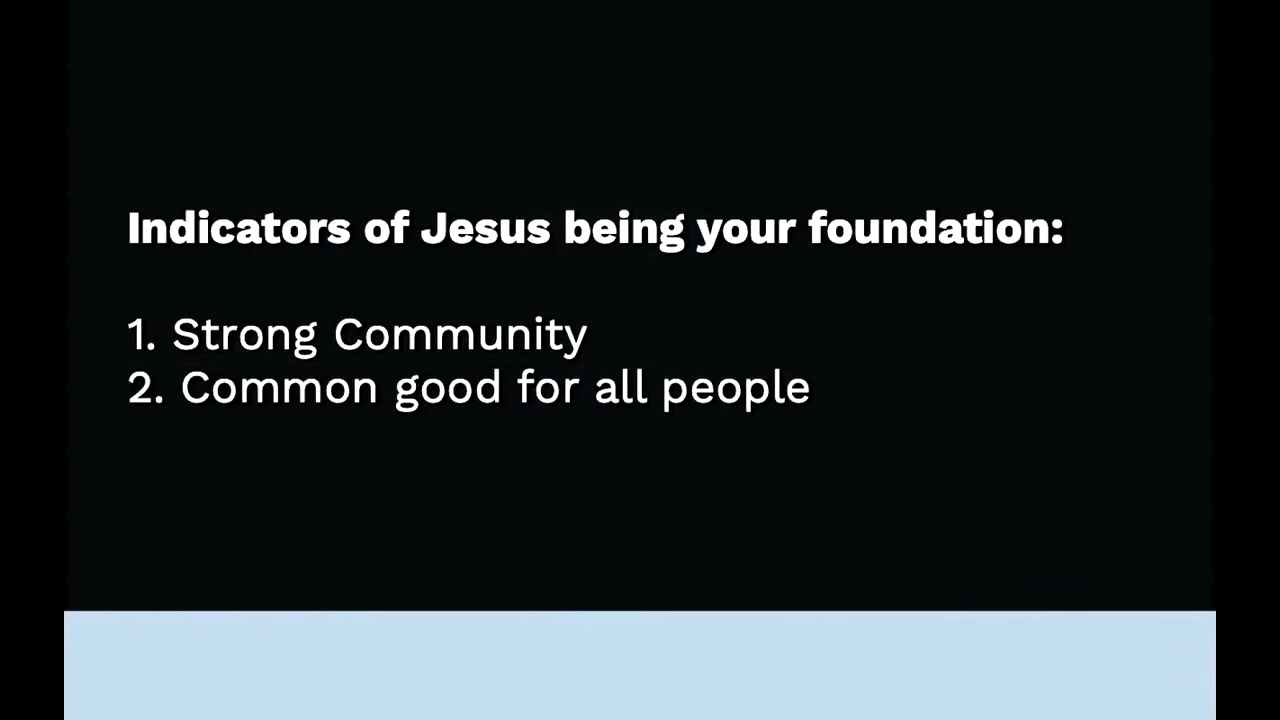 Indicators of Jesus being your foundation:
1. Strong Community
2. Common good for all people